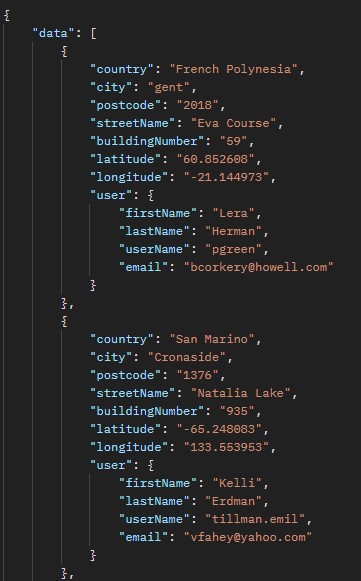 {
"data": [
{
"country": "French Polynesia",
"city": "gent",
"postcode": "2018",
"streetName": "Eva Course",
"buildingNumber": "59",
"latitude": "60.852608",
"longitude": "-21.144973",
"user": {
"firstName": "Lera",
"lastName": "Herman",
"userName": "pgreen",
"email": "bcorkery@howell.com"
}
},
{
"country": "San Marino",
"city": "Cronaside",
"postcode": "1376",
"streetName": "Natalia Lake",
"buildingNumber": "935",
"latitude": "-65.248083",
"longitude": "133.553953",
"user": {
"firstName": "Kelli",
"lastName": "Erdman",
"userName": "tillman.emil",
"email": "vfahey@yahoo.com"
}
},